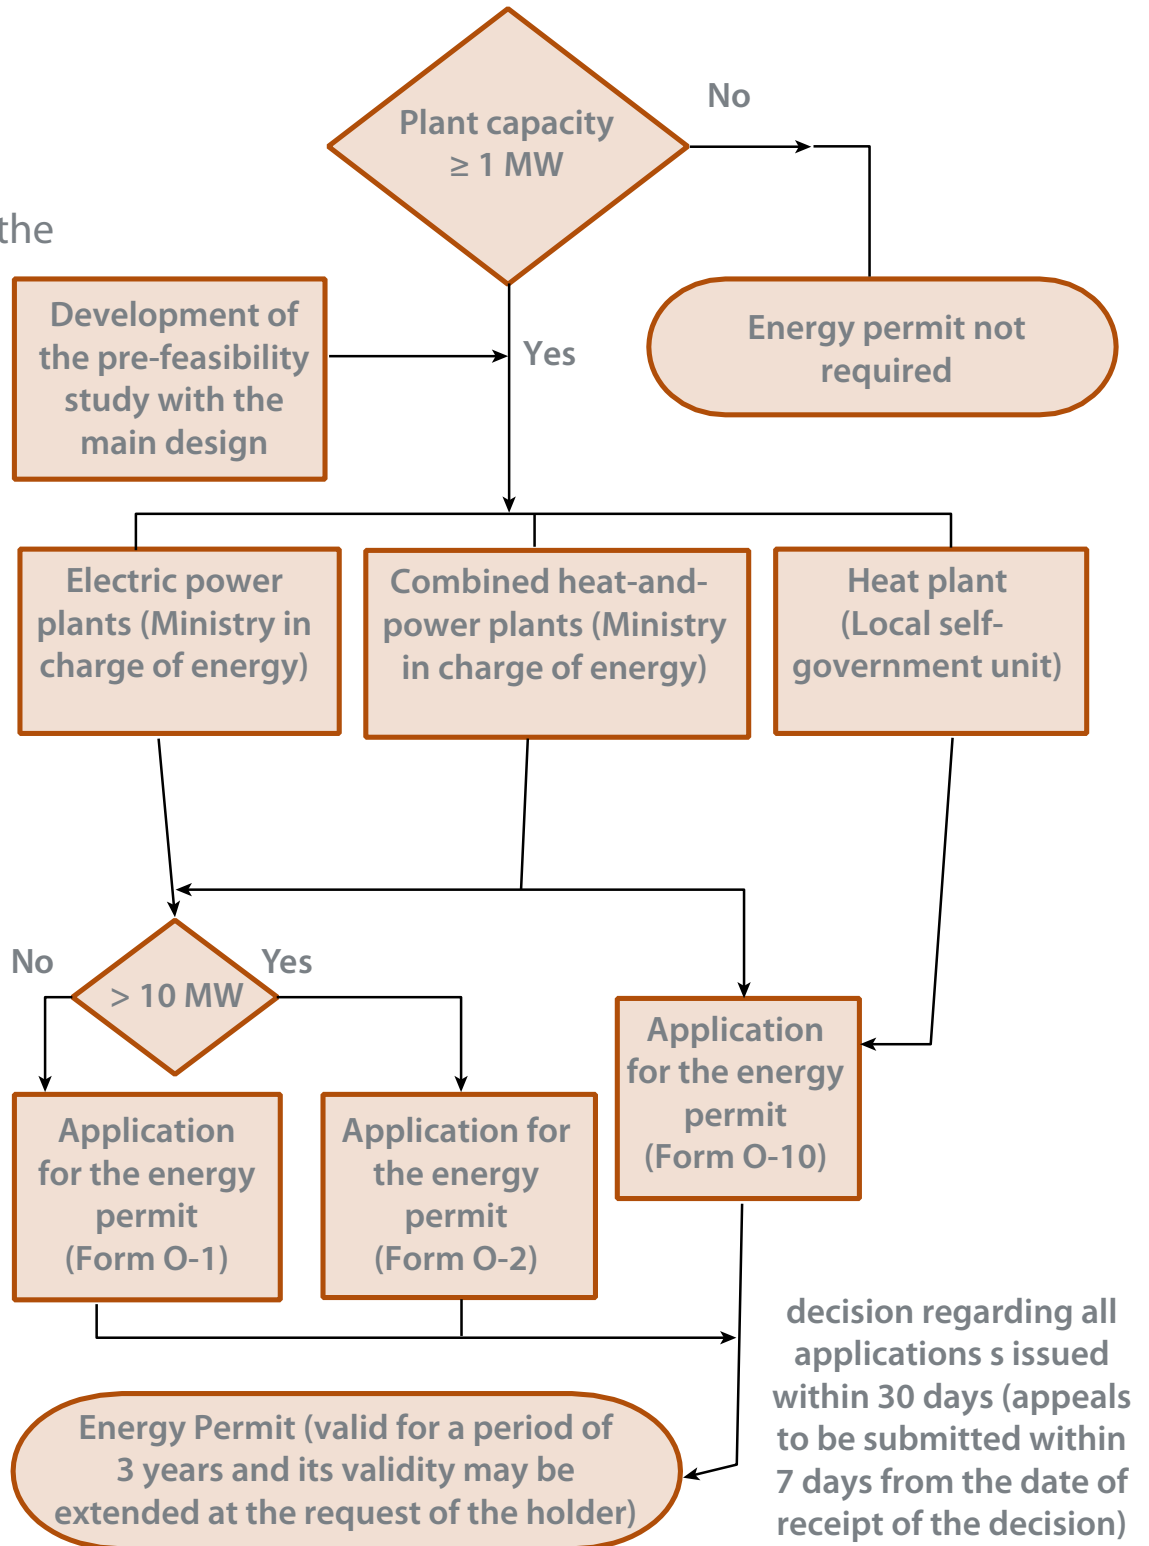 Plant capacity
≥ 1 MW
No
the
Development of
the pre-feasibility
study with the
main design
Yes
Energy permit not
required
Electric power
plants (Ministry in
charge of energy)
Combined heat-and-
power plants (Ministry
in charge of energy)
Heat plant
(Local self-
government unit)
No
Yes
> 10 MW
Application
for the energy
permit
(Form O-10)
Application
for the energy
permit
(Form O-1)
Application for
the energy
permit
(Form O-2)
decision regarding all
applications s issued
within 30 days (appeals
to be submitted within
7 days from the date of
receipt of the decision)
Energy Permit (valid for a period of
3 years and its validity may be
extended at the request of the holder)